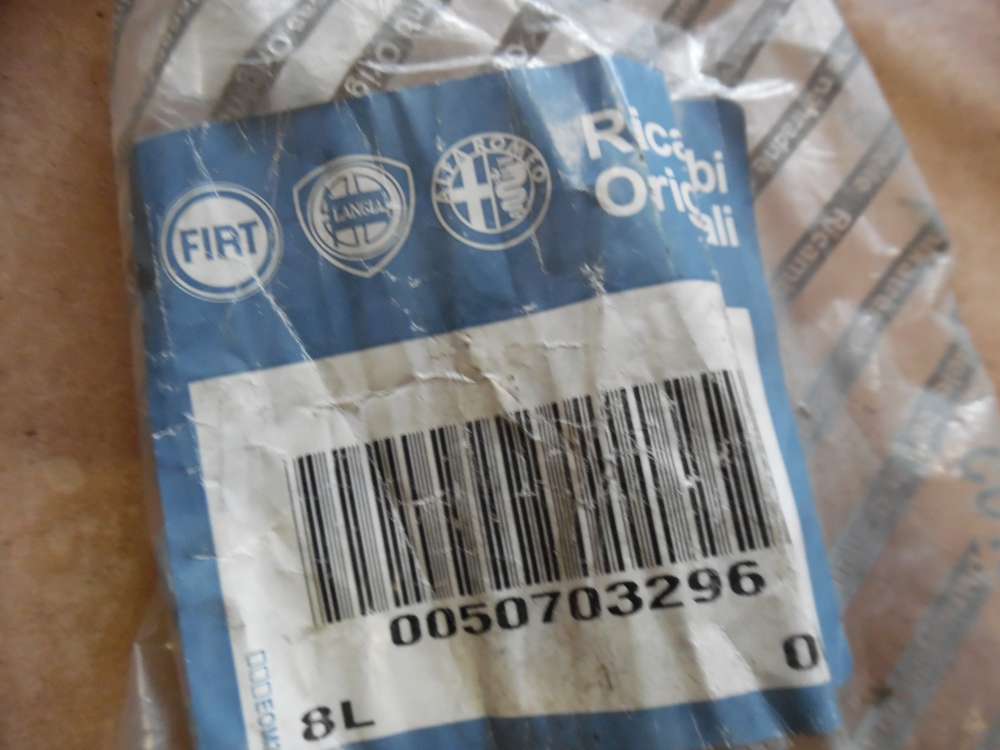 FIAT
LANCIA
ALFA ROMEO
Ricambi
Originali
0050703296
0
8L